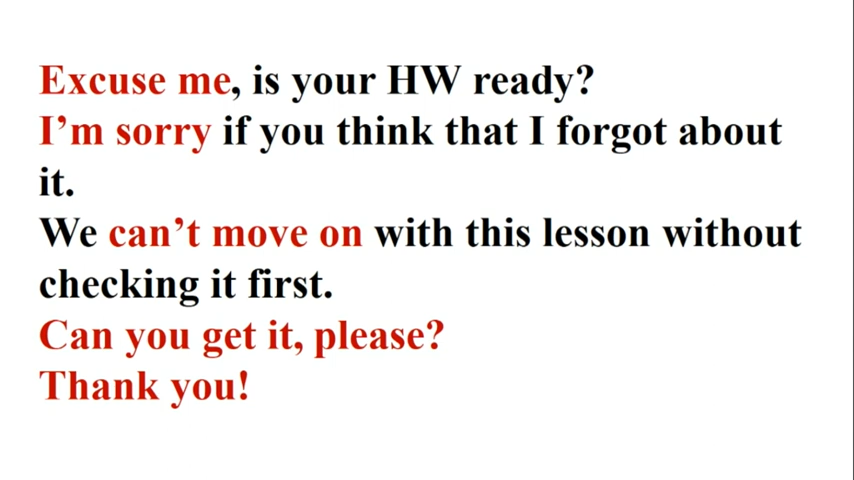 Excuse me, is your HW ready?
I’m sorry if you think that I forgot about
it.
We can’t move on with this lesson without
checking it first.
Can you get it, please?
Thank you!